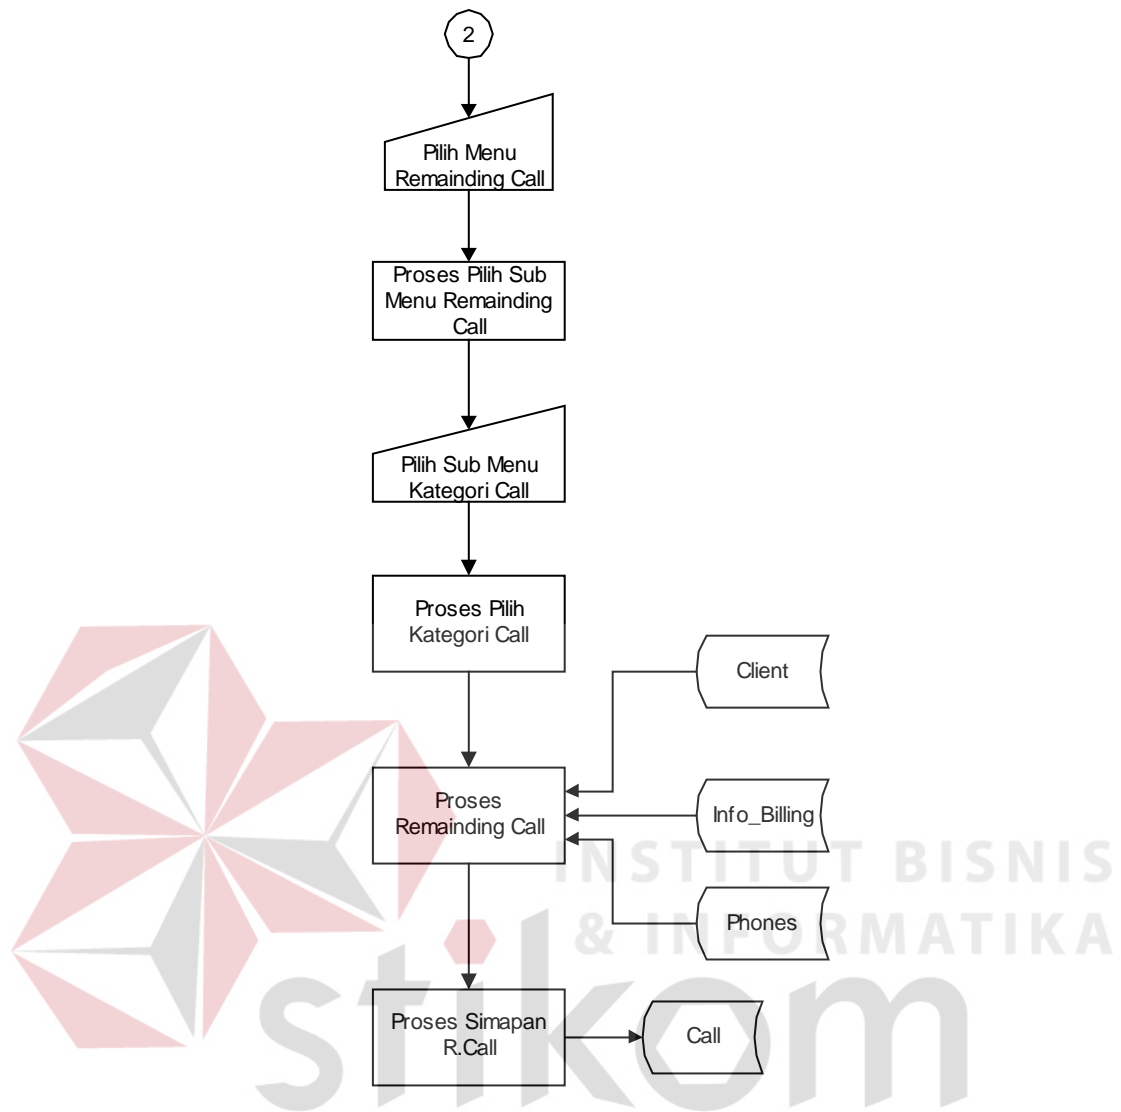 2
Pilih Menu
Remainding Call
Proses Pilih Sub
Menu Remainding
Call
Pilih Sub Menu
Kategori Call
Proses Pilih
Kategori Call
Client
Proses
Remainding Call
Info_Billing
Phones
INSTITUT BISNIS
& INFORMATIKA
stikom
Proses Simapan
R.Call
Call